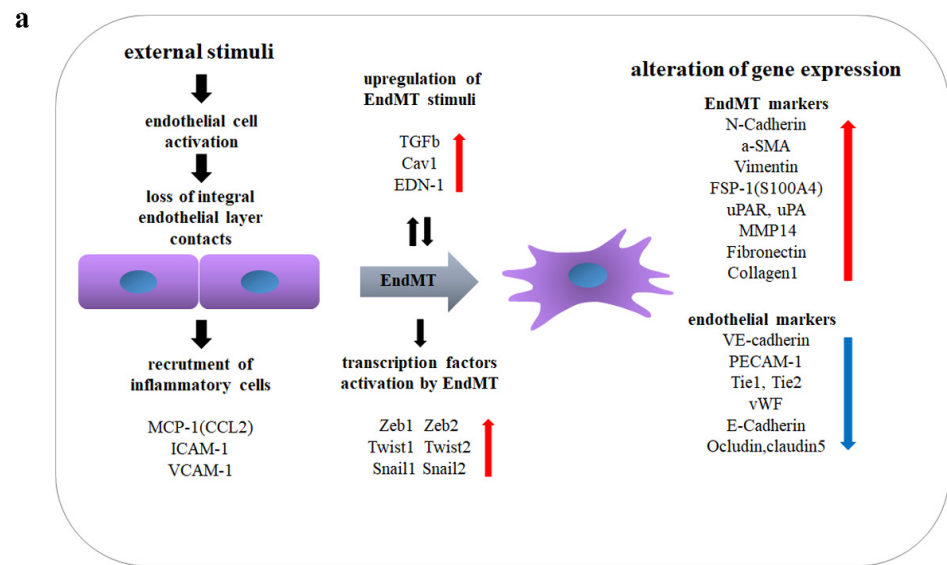 a
external stimuli
endothelial cell
activation
loss of integral
endothelial layer
contacts
recrutment of
inflammatory cells
MCP-1(CCL2)
ICAM-1
VCAM-1
upregulation of
EndMT stimuli
TGFb
Cav1
EDN-1
EndMT
transcription factors
activation by EndMT
Zeb1 Zeb2
Twist1 Twist2
Snail1 Snail2
alteration of gene expression
EndMT markers
N-Cadherin
a-SMA
Vimentin
FSP-1(S100A4)
uPAR, uPA
MMP14
Fibronectin
Collagen1
endothelial markers
VE-cadherin
PECAM-1
Tie1, Tie2
vWF
E-Cadherin
Ocludin,claudin5